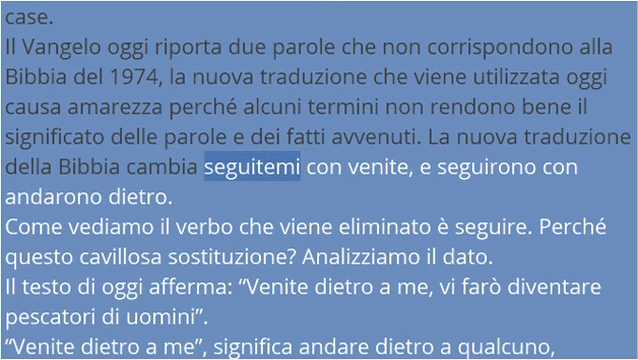 case.
Il Vangelo oggi riporta due parole che non corrispondono alla
Bibbia del 1974, la nuova traduzione che viene utilizzata oggi
causa amarezza perché alcuni termini non rendono bene il
significato delle parole e dei fatti avvenuti. La nuova traduzione
della Bibbia cambia seguitemi con venite, e seguirono con
andarono dietro.
Come vediamo il verbo che viene eliminato è seguire. Perché
questo cavillosa sostituzione? Analizziamo il dato.
Il testo di oggi afferma: “Venite dietro a me, vi farò diventare
pescatori di uomini”.
“Venite dietro a me”, significa andare dietro a qualcuno,